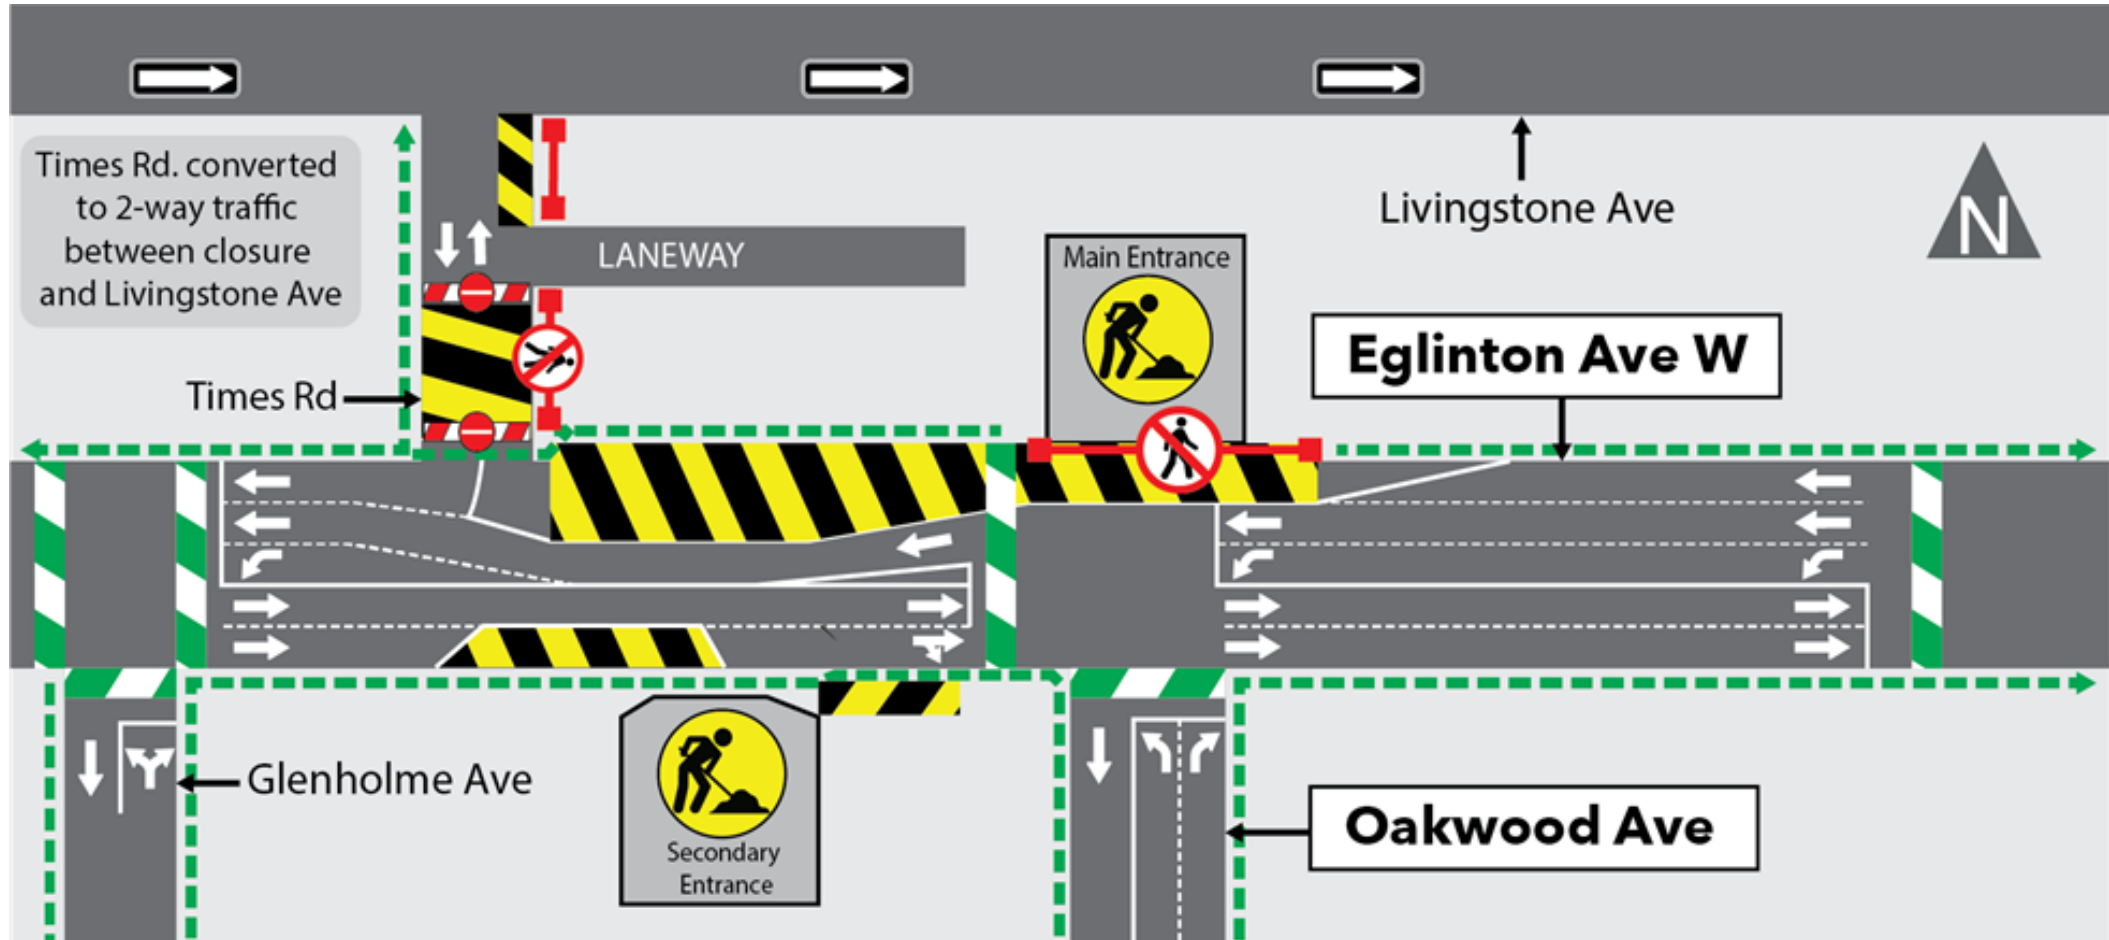 Times Rd. converted
to 2-way traffic
between closure
and Livingstone Ave
LANEWAY
Livingstone Ave
N
Main Entrance
Eglinton Ave W
Times Rd
Glenholme Ave
Secondary
Entrance
Oakwood Ave